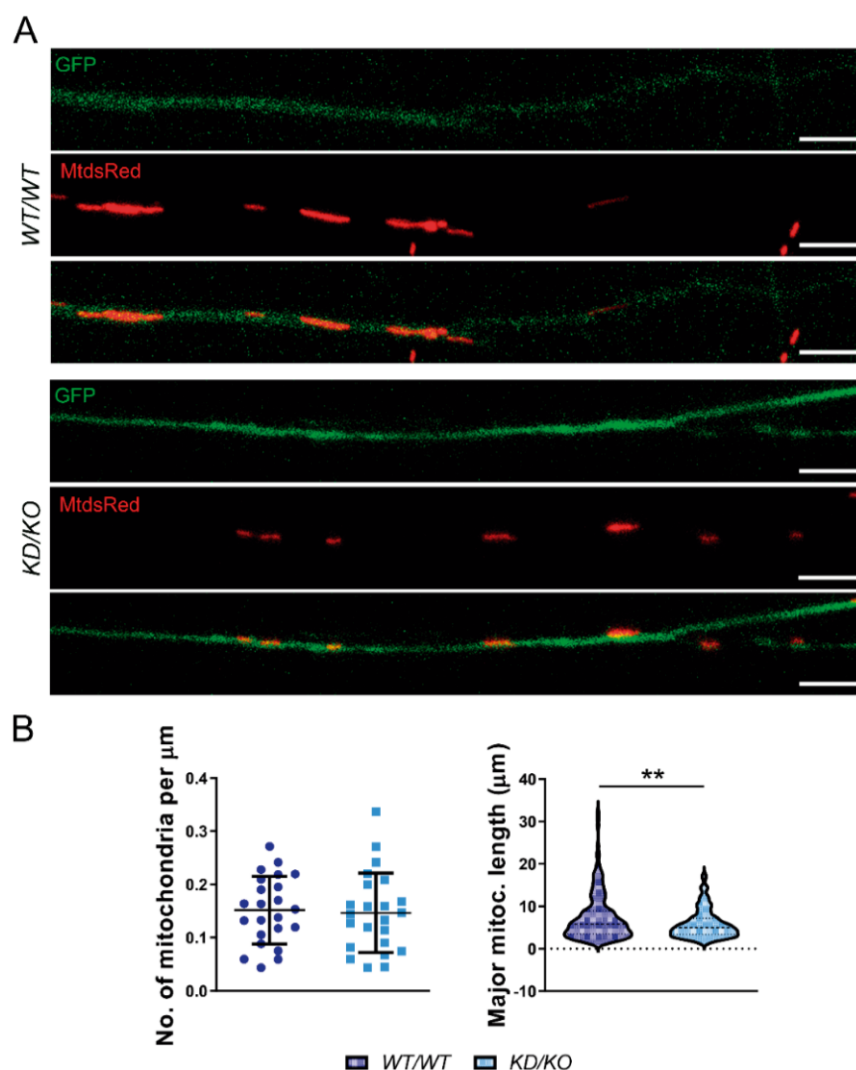 A
GFP
MtdsRed
WT/WT
GFP
MtdsRed
KD/KO
B
No. of mitochondria per μm
0.4
0.3
0.2
0.1
0.0
Major mitoc. length (μm)
40
30
20
10
0
-10
**
WT/WT KD/KO